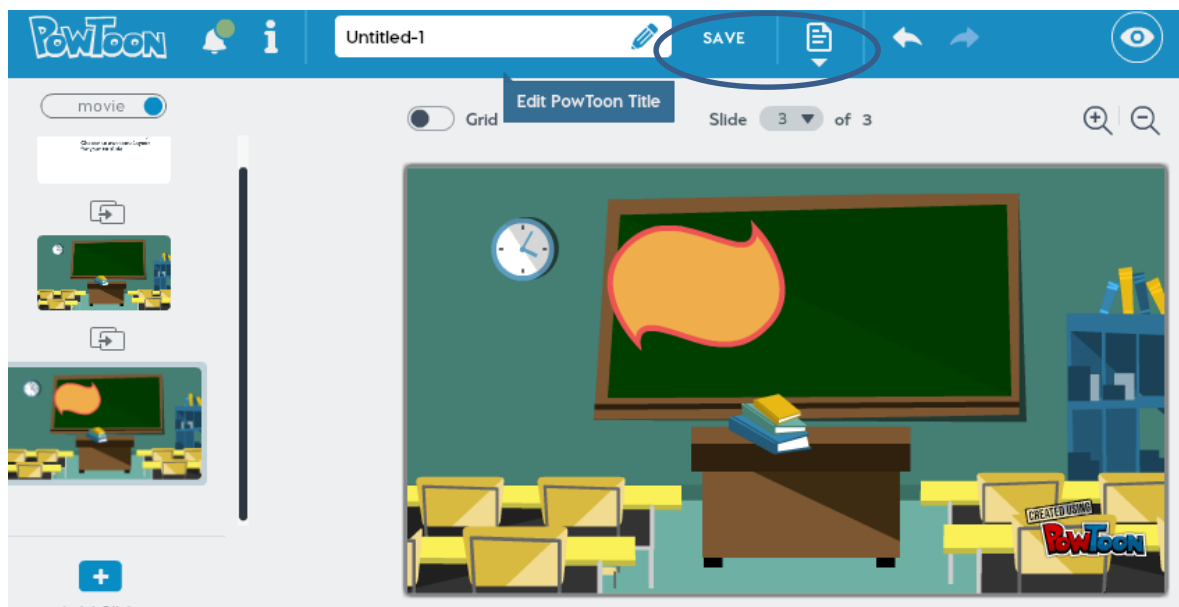 POWTOON
i
Untitled-1
SAVE
Edit PowToon Title
movie
Grid
Slide 3 of 3
CREATED USING
POWTOON